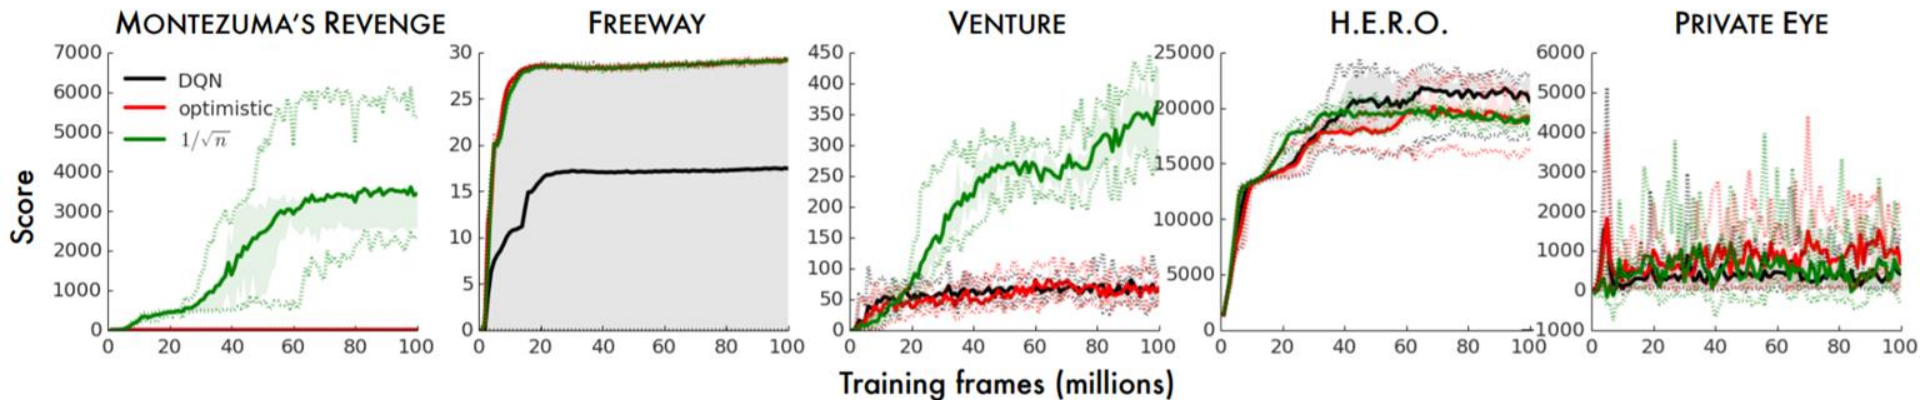 MONTEZUMA'S REVENGE
FREEWAY
VENTURE
H.E.R.O.
PRIVATE EYE
Score
7000
6000
5000
4000
3000
2000
1000
0
DQN
optimistic
1/√n
0 20 40 60 80 100
30
25
20
15
10
5
0
0 20 40 60 80 100
450
400
350
300
250
200
150
100
50
0
0 20 40 60 80 100
25000
20000
15000
10000
5000
0
0 20 40 60 80 100
6000
5000
4000
3000
2000
1000
0
−1000
0 20 40 60 80 100
Training frames (millions)